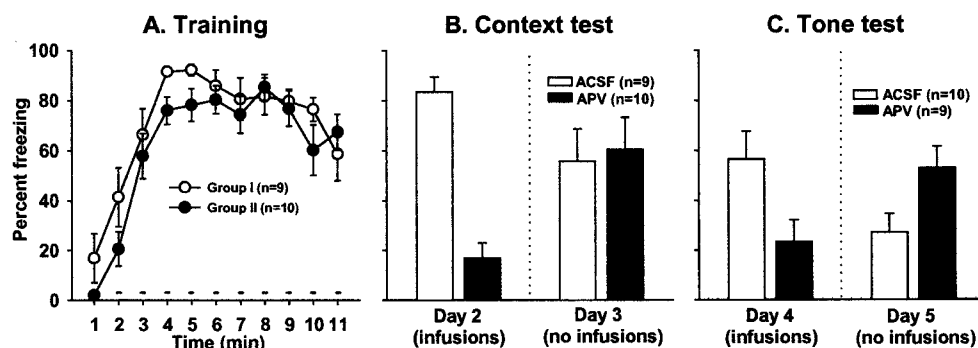 A. Training
B. Context test
C. Tone test
Percent freezing
100
80
60
40
20
0
Group I (n=9)
Group II (n=10)
1 2 3 4 5 6 7 8 9 10 11
Time (min)
ACSF (n=9)
APV (n=10)
Day 2
(infusions)
Day 3
(no infusions)
ACSF (n=10)
APV (n=9)
Day 4
(infusions)
Day 5
(no infusions)